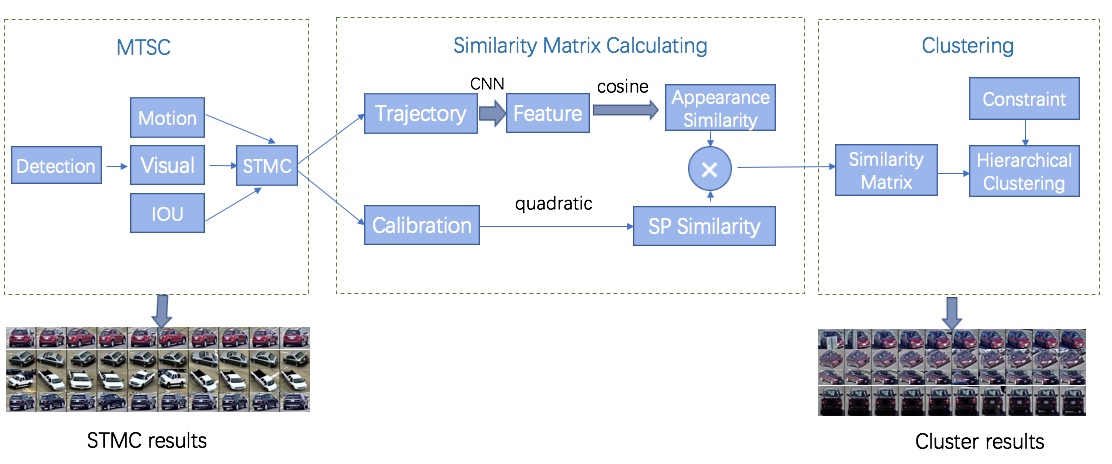 MTSC
Detection
Motion
Visual
IOU
STMC
STMC results
Similarity Matrix Calculating
Trajectory
CNN
Feature
cosine
Appearance
Similarity
×
Calibration
quadratic
SP Similarity
Clustering
Similarity
Matrix
Constraint
Hierarchical
Clustering
Cluster results